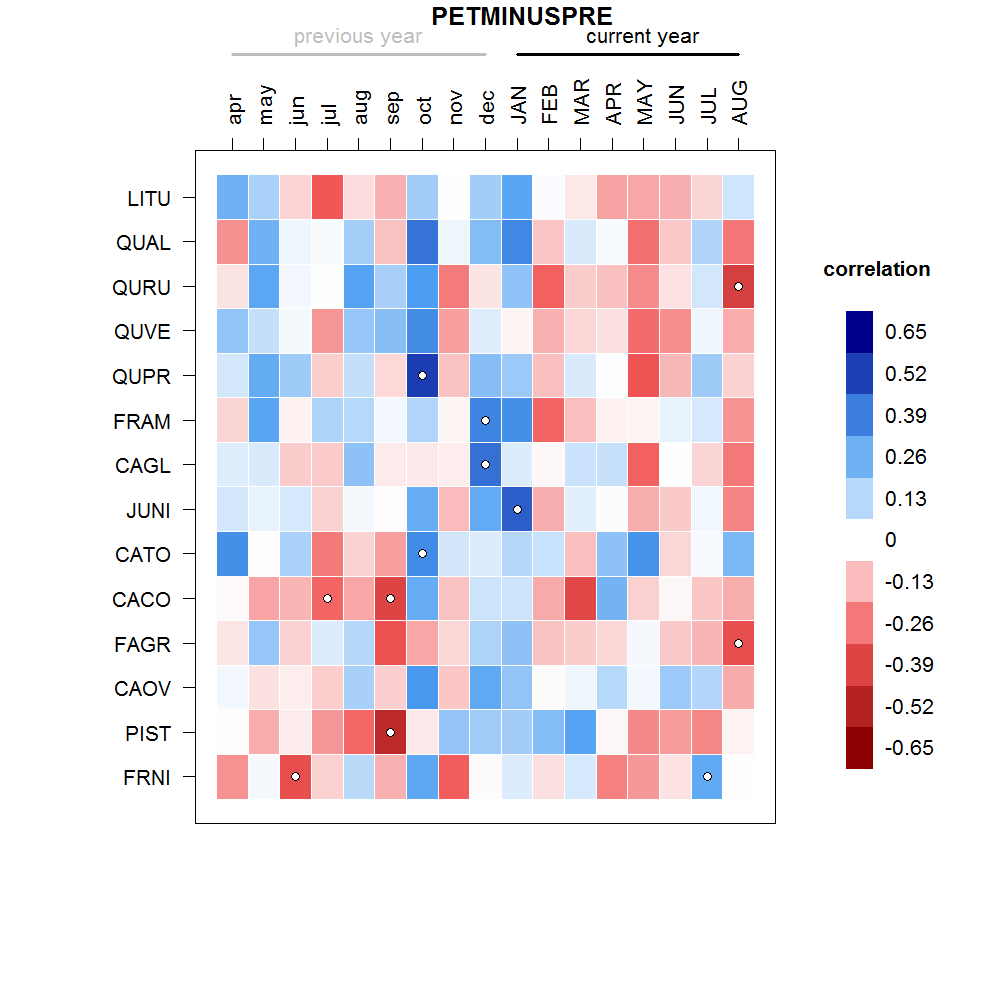 PETMINUSPRE
previous year
current year
apr may jun jul aug sep oct nov dec JAN FEB MAR APR MAY JUN JUL AUG
LITU
QUAL
QURU
QUVE
QUPR
FRAM
CAGL
JUNI
CATO
CACO
FAGR
CAOV
PIST
FRNI
correlation
0.65
0.52
0.39
0.26
0.13
0
-0.13
-0.26
-0.39
-0.52
-0.65